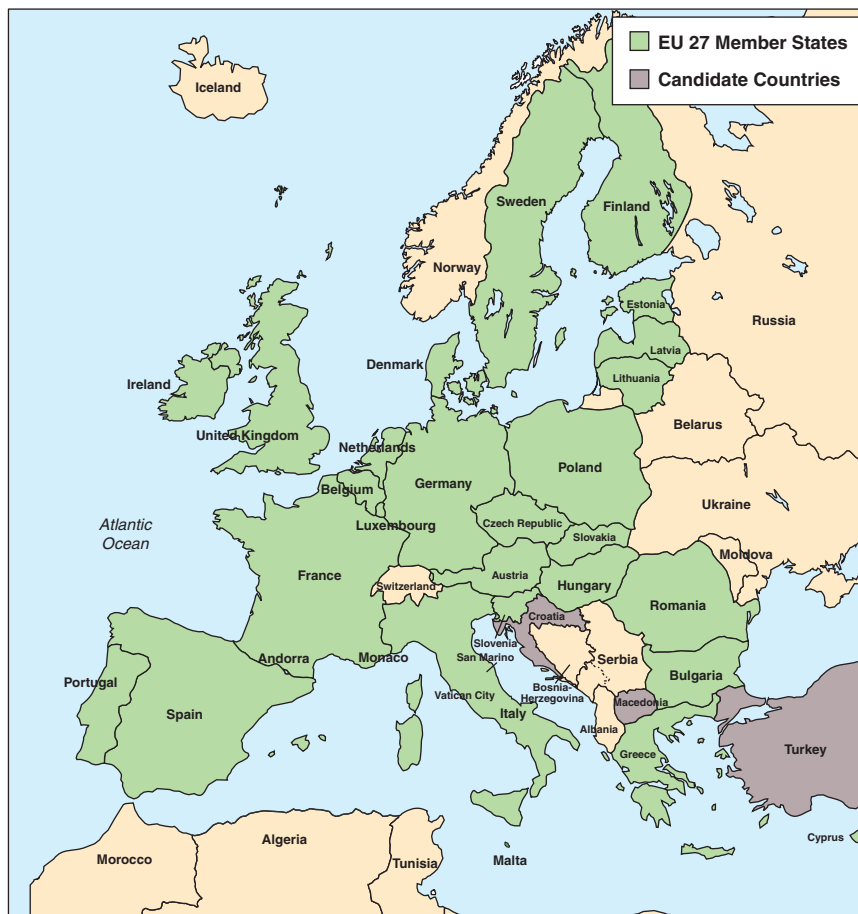 EU 27 Member States
Candidate Countries
Iceland
Sweden
Finland
Norway
Estonia
Russia
Latvia
Denmark
Lithuania
Ireland
Belarus
United Kingdom
Netherlands
Poland
Germany
Belgium
Ukraine
Atlantic
Ocean
Luxembourg
Czech Republic
Slovakia
Moldova
France
Switzerland
Austria
Hungary
Romania
Croatia
Slovenia
Andorra
Monaco
San Marino
Serbia
Bulgaria
Portugal
Vatican City
Bosnia-
Herzegovina
Macedonia
Spain
Italy
Albania
Turkey
Greece
Cyprus
Algeria
Morocco
Tunisia
Malta